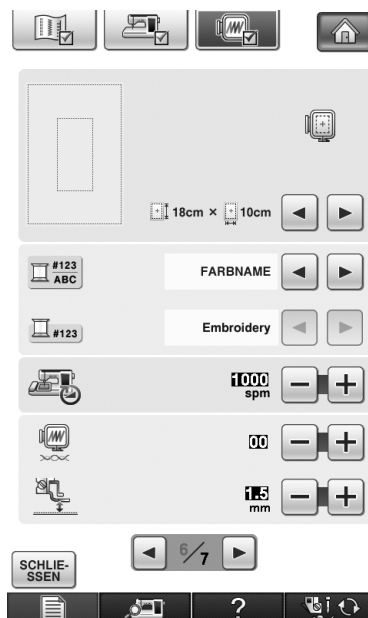 18cm × 10cm
#123
ABC
FARBNAME
#123
Embroidery
1000
spm
00
1.5
mm
6/7
SCHLIE-
SSEN
?